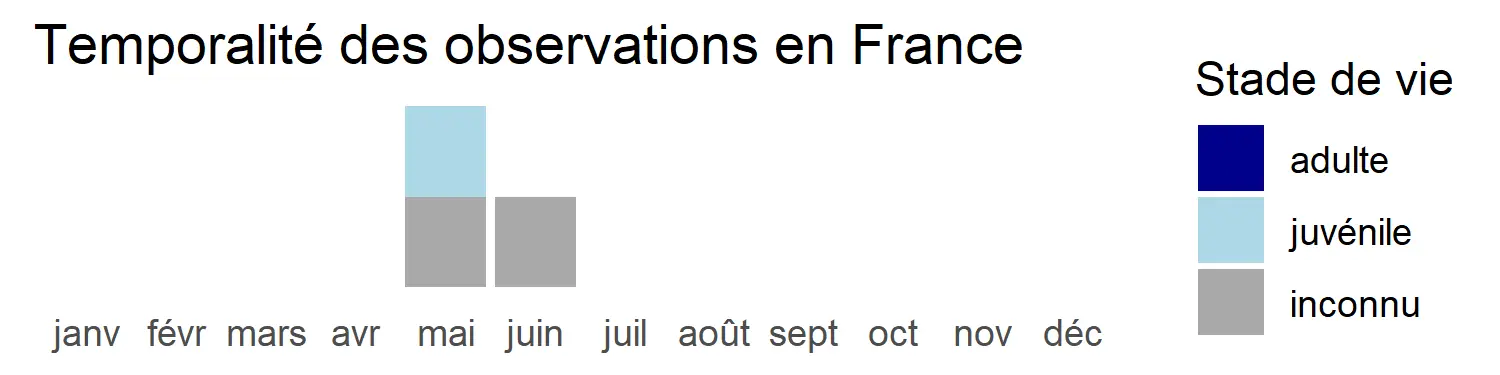 Temporalité des observations en France
Stade de vie
adulte
juvénile
inconnu
janv févr mars avr mai juin juil août sept oct nov déc